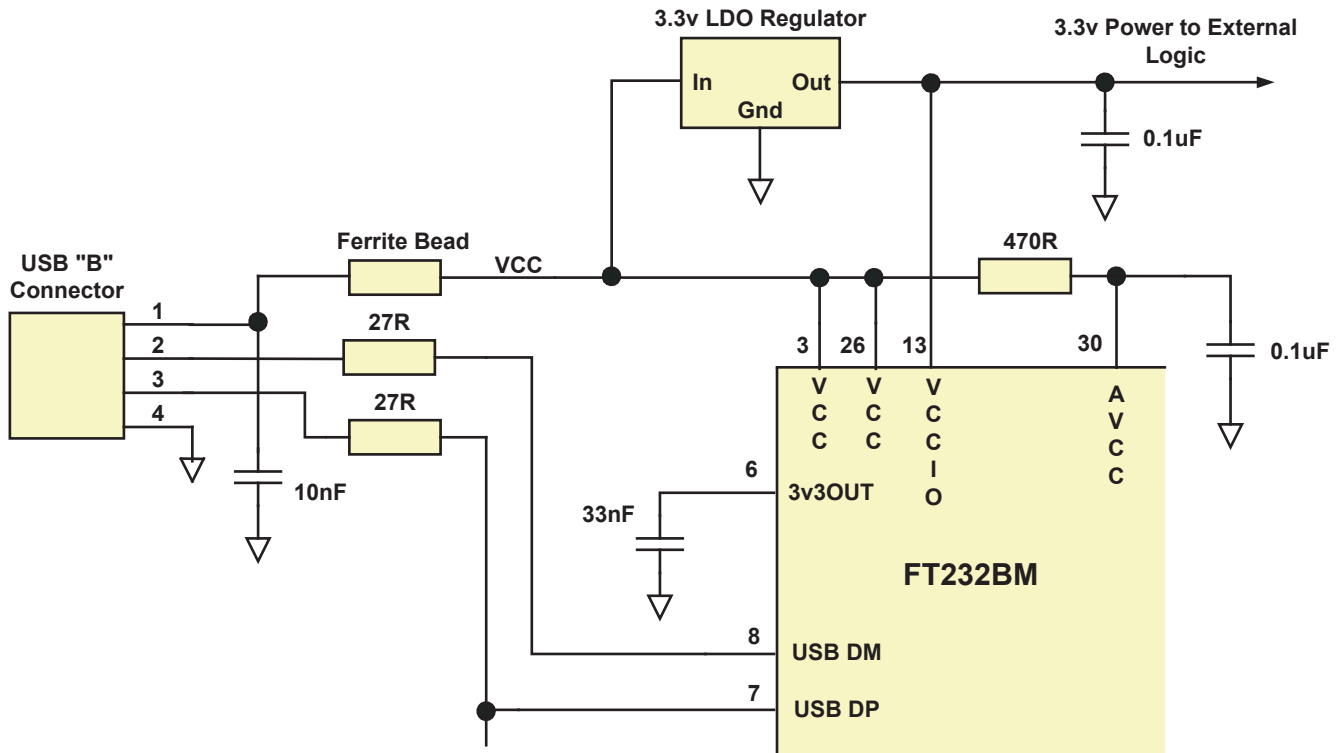 3.3v LDO Regulator
3.3v Power to External
Logic
In
Out
Gnd
0.1uF
Ferrite Bead
470R
USB "B"
Connector
VCC
1
27R
2
3
26
13
30
0.1uF
3
27R
4
V
C
C
V
C
C
V
C
C
I
O
A
V
C
C
10nF
6
3v3OUT
33nF
FT232BM
8
USB DM
7
USB DP